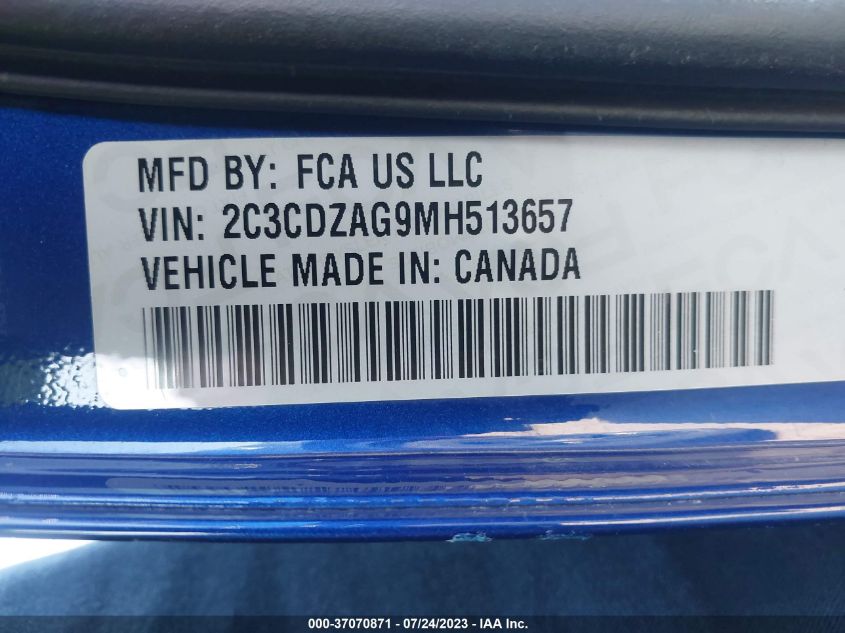 MFD BY: FCA US LLC
VIN: 2C3CDZAG9MH513657
VEHICLE MADE IN: CANADA
000-37070871 - 07/24/2023 - IAA Inc.